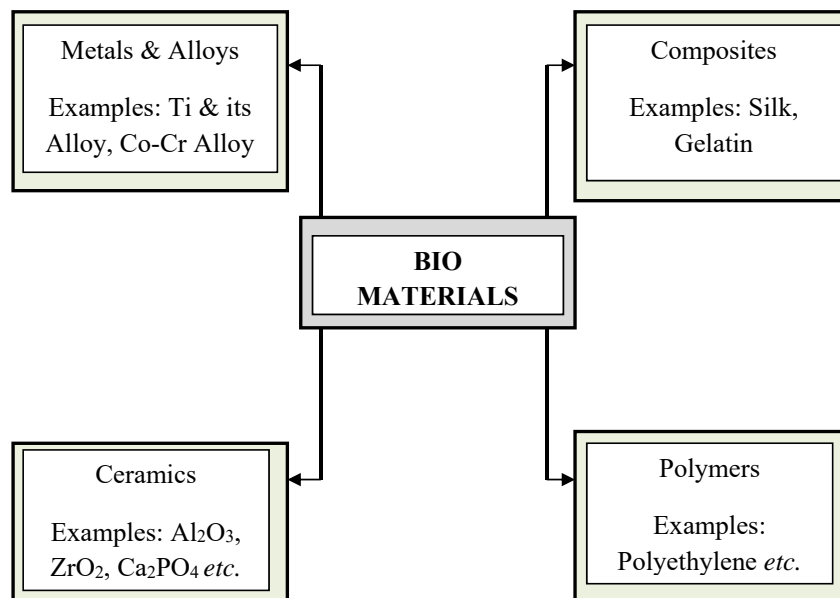 Metals & Alloys
Examples: Ti & its
Alloy, Co-Cr Alloy
Composites
Examples: Silk,
Gelatin
BIO
MATERIALS
Ceramics
Examples: Al₂O₃,
ZrO₂, Ca₂PO₄ etc.
Polymers
Examples:
Polyethylene etc.